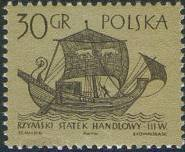 30 GR POLSKA
RZYMSKI STATEK HANDLOWY·III W.